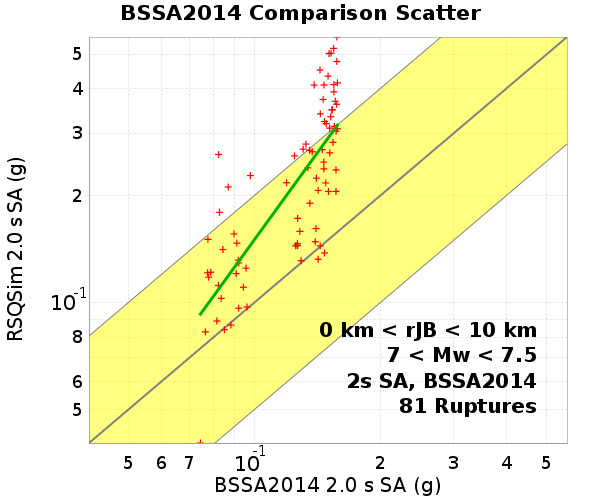 BSSA2014 Comparison Scatter
RSQSim 2.0 s SA (g)
5
4
3
2
10-1
8
6
5
0 km < rJB < 10 km
7 < Mw < 7.5
2s SA, BSSA2014
81 Ruptures
5 6 7 10-1 2 3 4 5
BSSA2014 2.0 s SA (g)